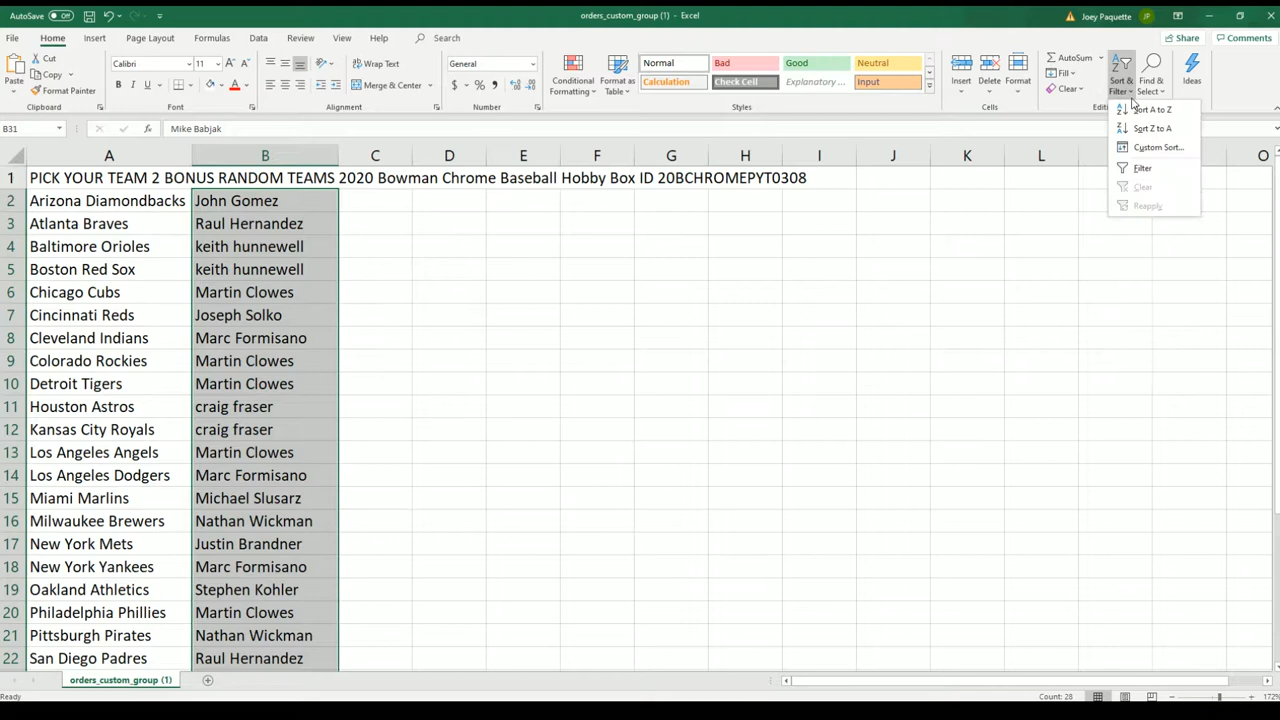 AutoSave Off orders_custom_group (1) - Excel Joey Paquette JP
File Home Insert Page Layout Formulas Data Review View Help Search Share Comments
Paste Cut Copy Format Painter Clipboard
Calibri 11 A A B I U A Font
Wrap Text Merge & Center Alignment
General $ % , Number
Conditional Formatting Format as Table Normal Bad Good Neutral
Calculation Check Cell Explanatory ... Input Styles
Insert Delete Format Cells
AutoSum Fill Clear Sort & Filter Find & Select Ideas
Sort A to Z
Sort Z to A
Custom Sort...
Filter
Clear
Reapply
B31 fx Mike Babjak
A B C D E F G H I J K L O
1 PICK YOUR TEAM 2 BONUS RANDOM TEAMS 2020 Bowman Chrome Baseball Hobby Box ID 20BCHROMEPYT0308
2 Arizona Diamondbacks John Gomez
3 Atlanta Braves Raul Hernandez
4 Baltimore Orioles keith hunnewell
5 Boston Red Sox keith hunnewell
6 Chicago Cubs Martin Clowes
7 Cincinnati Reds Joseph Solko
8 Cleveland Indians Marc Formisano
9 Colorado Rockies Martin Clowes
10 Detroit Tigers Martin Clowes
11 Houston Astros craig fraser
12 Kansas City Royals craig fraser
13 Los Angeles Angels Martin Clowes
14 Los Angeles Dodgers Marc Formisano
15 Miami Marlins Michael Slusarz
16 Milwaukee Brewers Nathan Wickman
17 New York Mets Justin Brandner
18 New York Yankees Marc Formisano
19 Oakland Athletics Stephen Kohler
20 Philadelphia Phillies Martin Clowes
21 Pittsburgh Pirates Nathan Wickman
22 San Diego Padres Raul Hernandez
orders_custom_group (1)
Ready Count: 28 172%